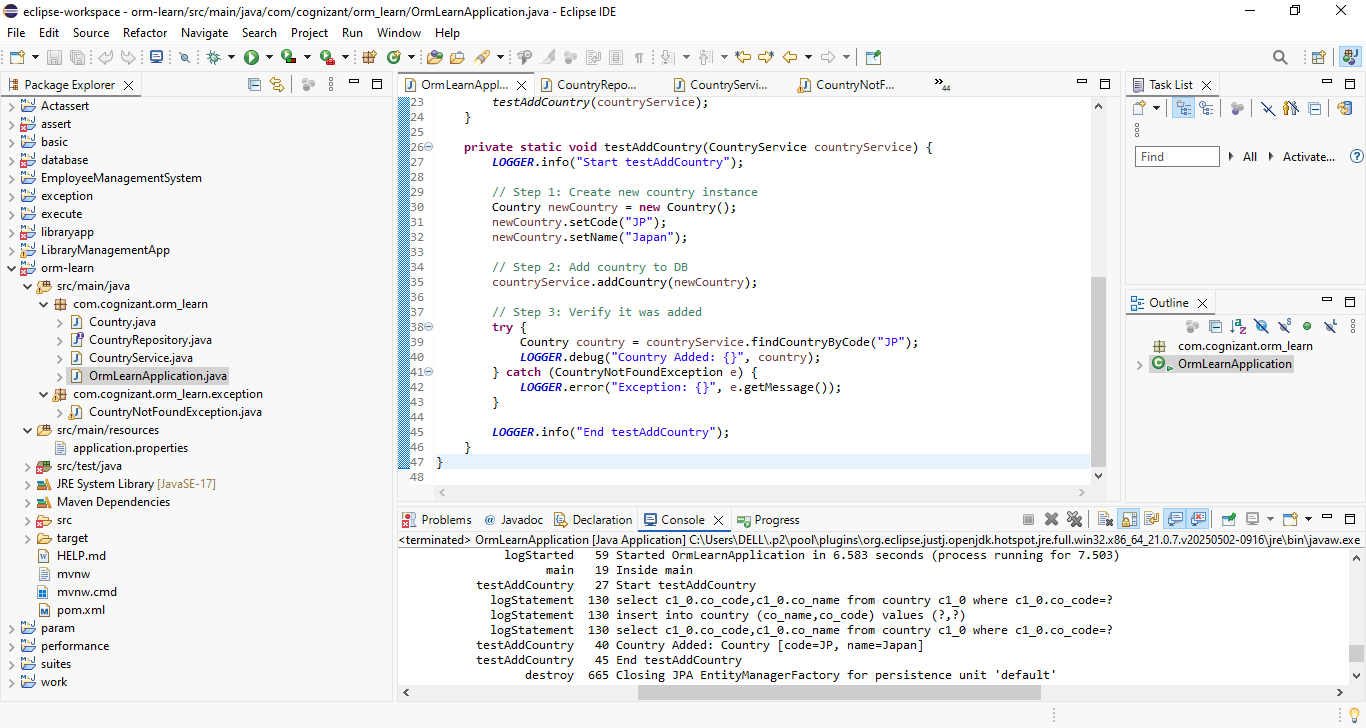 eclipse-workspace - orm-learn/src/main/java/com/cognizant/orm_learn/OrmLearnApplication.java - Eclipse IDE
File Edit Source Refactor Navigate Search Project Run Window Help
Package Explorer
Actassert
assert
basic
database
EmployeeManagementSystem
exception
execute
libraryapp
LibraryManagementApp
orm-learn
src/main/java
com.cognizant.orm_learn
Country.java
CountryRepository.java
CountryService.java
OrmLearnApplication.java
com.cognizant.orm_learn.exception
CountryNotFoundException.java
src/main/resources
application.properties
src/test/java
JRE System Library [JavaSE-17]
Maven Dependencies
src
target
HELP.md
mvnw
mvnw.cmd
pom.xml
param
performance
suites
work
OrmLearnAppl... CountryRepo... CountryServi... CountryNotF... 44
23 testAddCountry(countryService);
24 }
25
26 private static void testAddCountry(CountryService countryService) {
27 LOGGER.info("Start testAddCountry");
28
29 // Step 1: Create new country instance
30 Country newCountry = new Country();
31 newCountry.setCode("JP");
32 newCountry.setName("Japan");
33
34 // Step 2: Add country to DB
35 countryService.addCountry(newCountry);
36
37 // Step 3: Verify it was added
38 try {
39 Country country = countryService.findCountryByCode("JP");
40 LOGGER.debug("Country Added: {}", country);
41 } catch (CountryNotFoundException e) {
42 LOGGER.error("Exception: {}", e.getMessage());
43 }
44
45 LOGGER.info("End testAddCountry");
46 }
47 }
48
Task List
Find All Activate...
Outline
com.cognizant.orm_learn
OrmLearnApplication
Problems Javadoc Declaration Console Progress
<terminated> OrmLearnApplication [Java Application] C:\Users\DELL\.p2\pool\plugins\org.eclipse.justj.openjdk.hotspot.jre.full.win32.x86_64_21.0.7.v20250502-0916\jre\bin\javaw.exe
logStarted 59 Started OrmLearnApplication in 6.583 seconds (process running for 7.503)
main 19 Inside main
testAddCountry 27 Start testAddCountry
logStatement 130 select c1_0.co_code,c1_0.co_name from country c1_0 where c1_0.co_code=?
logStatement 130 insert into country (co_name,co_code) values (?,?)
logStatement 130 select c1_0.co_code,c1_0.co_name from country c1_0 where c1_0.co_code=?
testAddCountry 40 Country Added: Country [code=JP, name=Japan]
testAddCountry 45 End testAddCountry
destroy 665 Closing JPA EntityManagerFactory for persistence unit 'default'